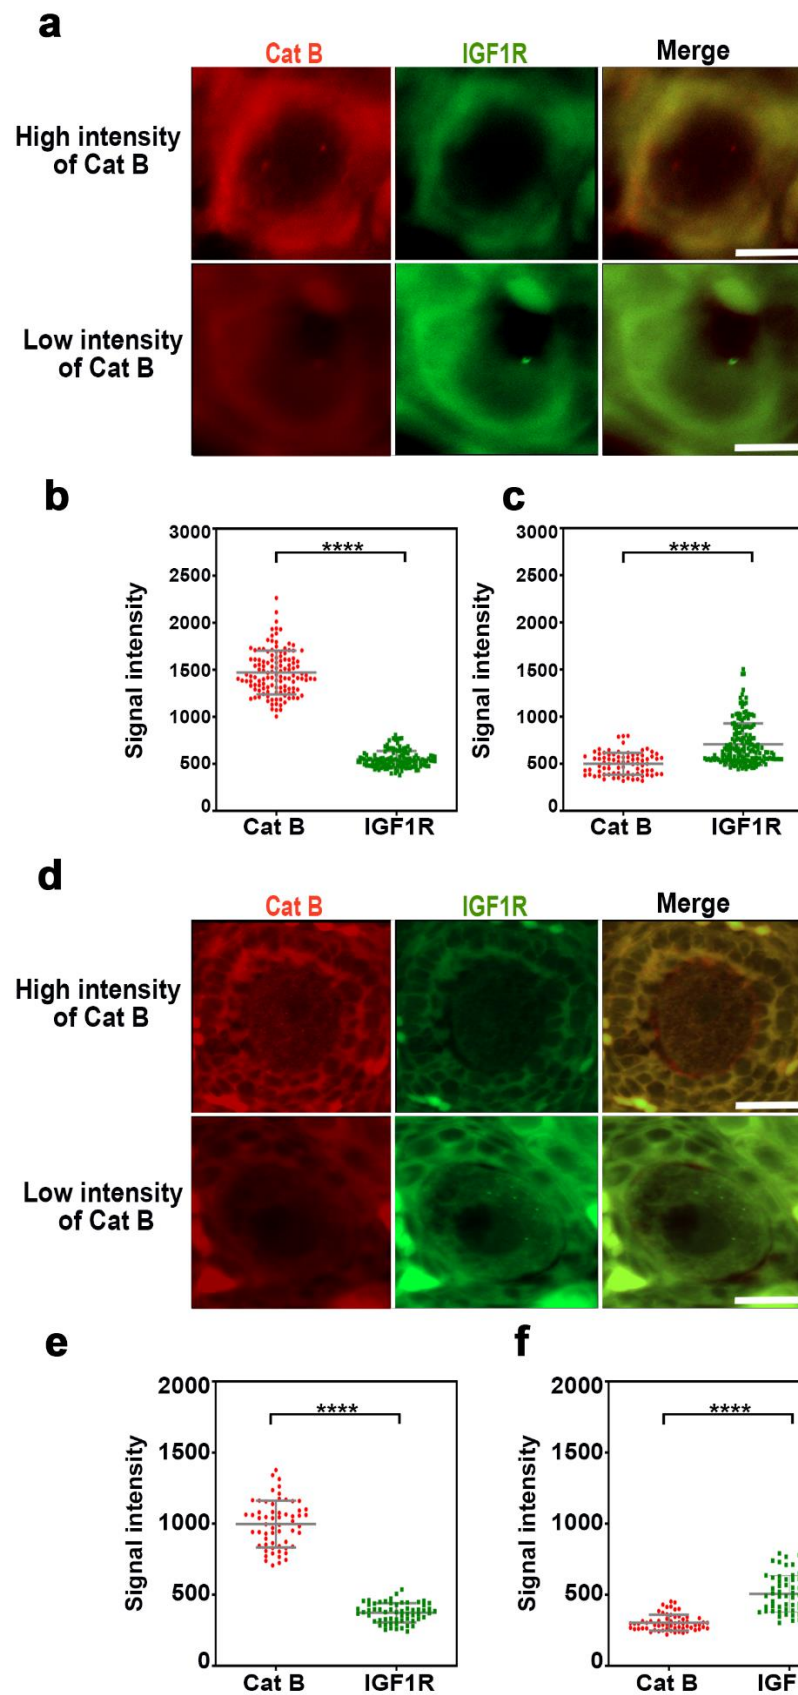 a
Cat B IGF1R Merge
High intensity
of Cat B
Low intensity
of Cat B
b
3000
2500
2000
1500
1000
500
0
Signal intensity
****
Cat B IGF1R
c
3000
2500
2000
1500
1000
500
0
Signal intensity
****
Cat B IGF1R
d
Cat B IGF1R Merge
High intensity
of Cat B
Low intensity
of Cat B
e
2000
1500
1000
500
0
Signal intensity
****
Cat B IGF1R
f
2000
1500
1000
500
0
Signal intensity
****
Cat B IGF